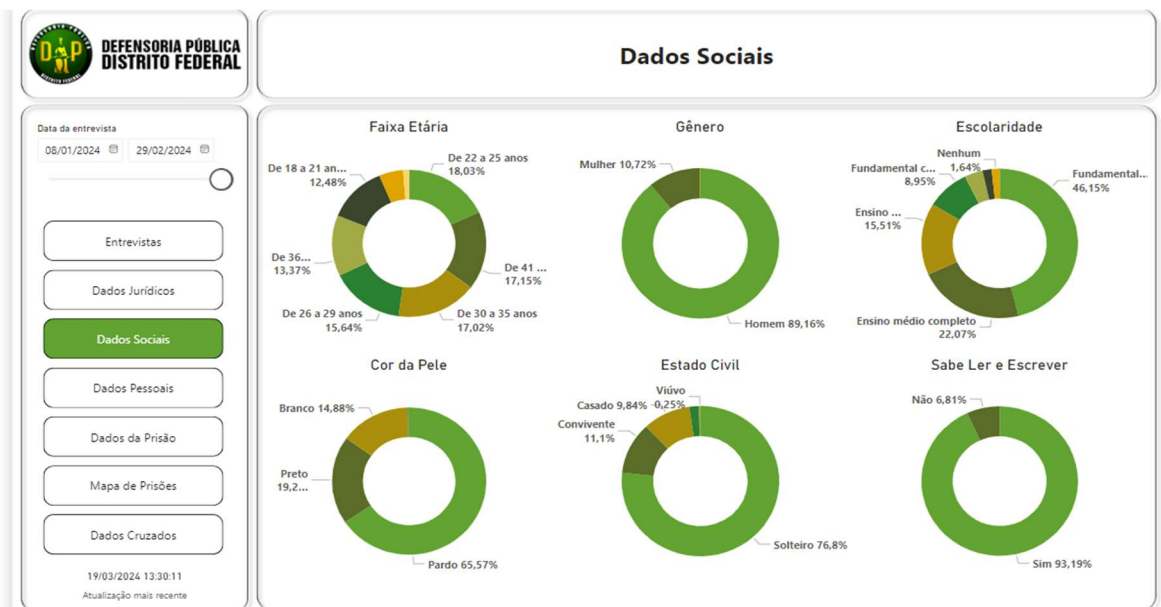 DEFENSORIA PÚBLICA
DISTRITO FEDERAL
Dados Sociais
Data da entrevista
08/01/2024
29/02/2024
Entrevistas
Dados Jurídicos
Dados Sociais
Dados Pessoais
Dados da Prisão
Mapa de Prisões
Dados Cruzados
19/03/2024 13:30:11
Atualização mais recente
Faixa Etária
De 22 a 25 anos
18,03%
De 41 ...
17,15%
De 30 a 35 anos
17,02%
De 26 a 29 anos
15,64%
De 36...
13,37%
De 18 a 21 an...
12,48%
Gênero
Mulher 10,72%
Homem 89,16%
Escolaridade
Nenhum
1,64%
Fundamental c...
8,95%
Ensino ...
15,51%
Ensino médio completo
22,07%
Fundamental...
46,15%
Cor da Pele
Branco 14,88%
Preto
19,2...
Pardo 65,57%
Estado Civil
Viúvo
0,25%
Casado 9,84%
Convivente
11,1%
Solteiro 76,8%
Sabe Ler e Escrever
Não 6,81%
Sim 93,19%